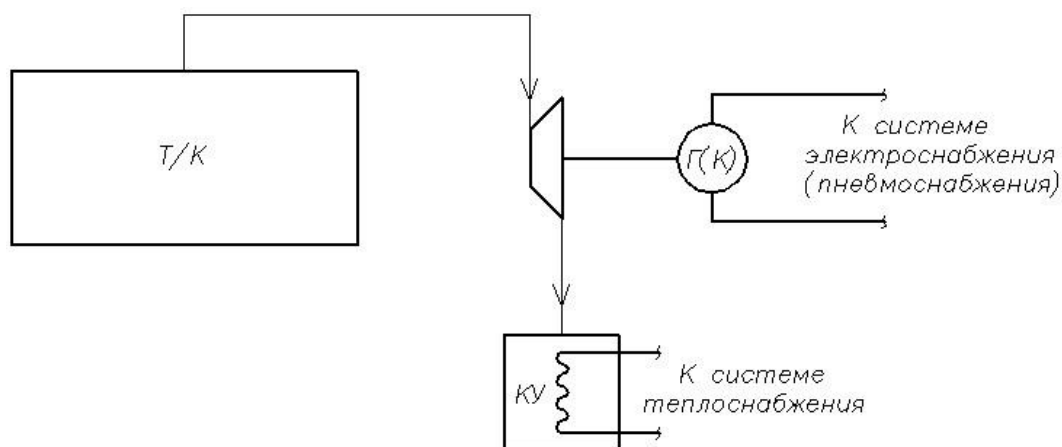 Т/К
Г(К)
К системе
электроснабжения
(пневмоснабжения)
КУ
К системе
теплоснабжения